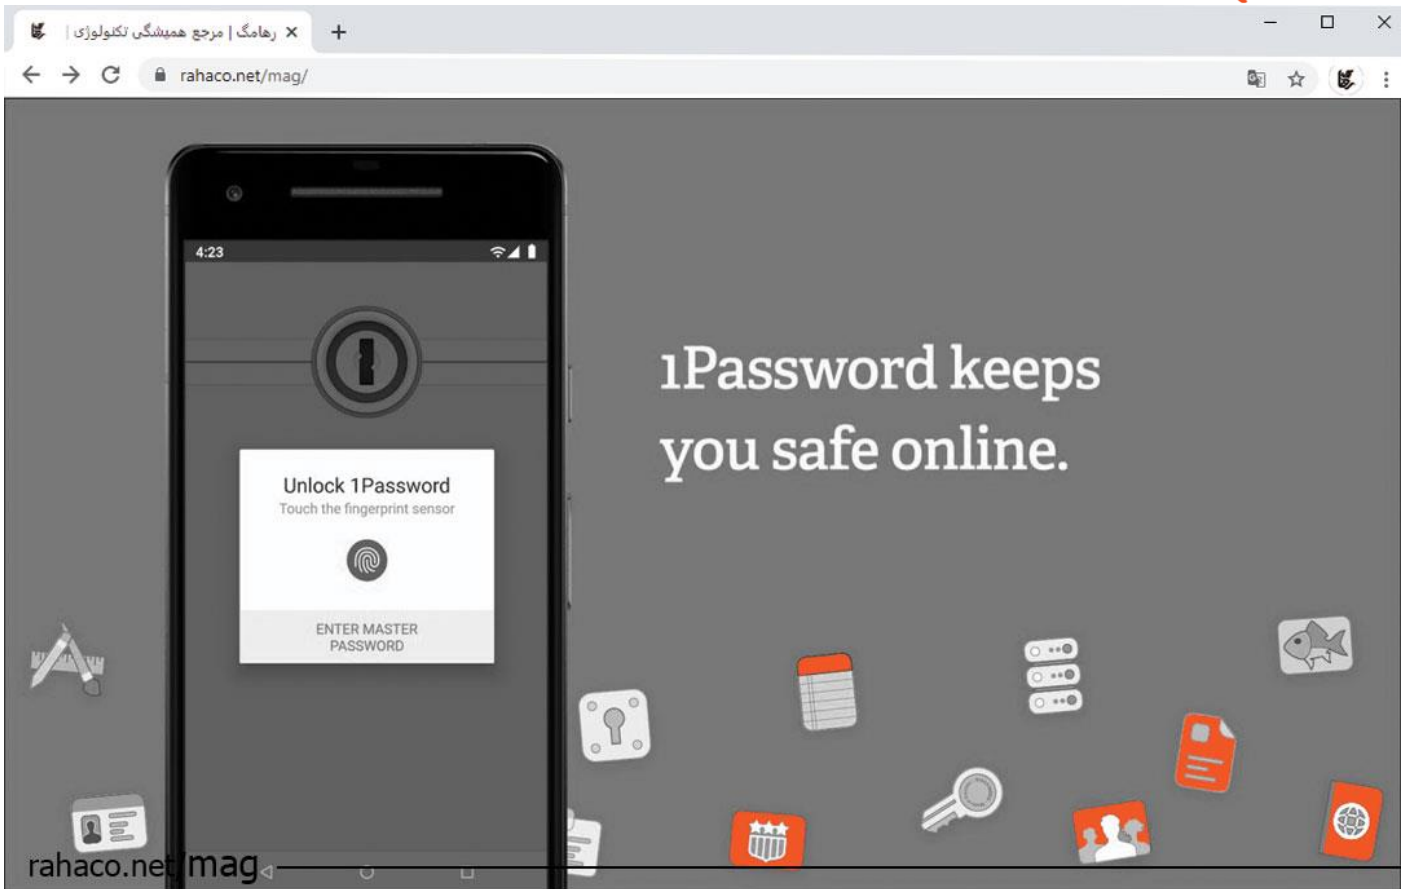 رهامگ | مرجع همیشگی تکنولوژی |
rahaco.net/mag/
4:23
1Password keeps
you safe online.
Unlock 1Password
Touch the fingerprint sensor
ENTER MASTER
PASSWORD
rahaco.net/mag